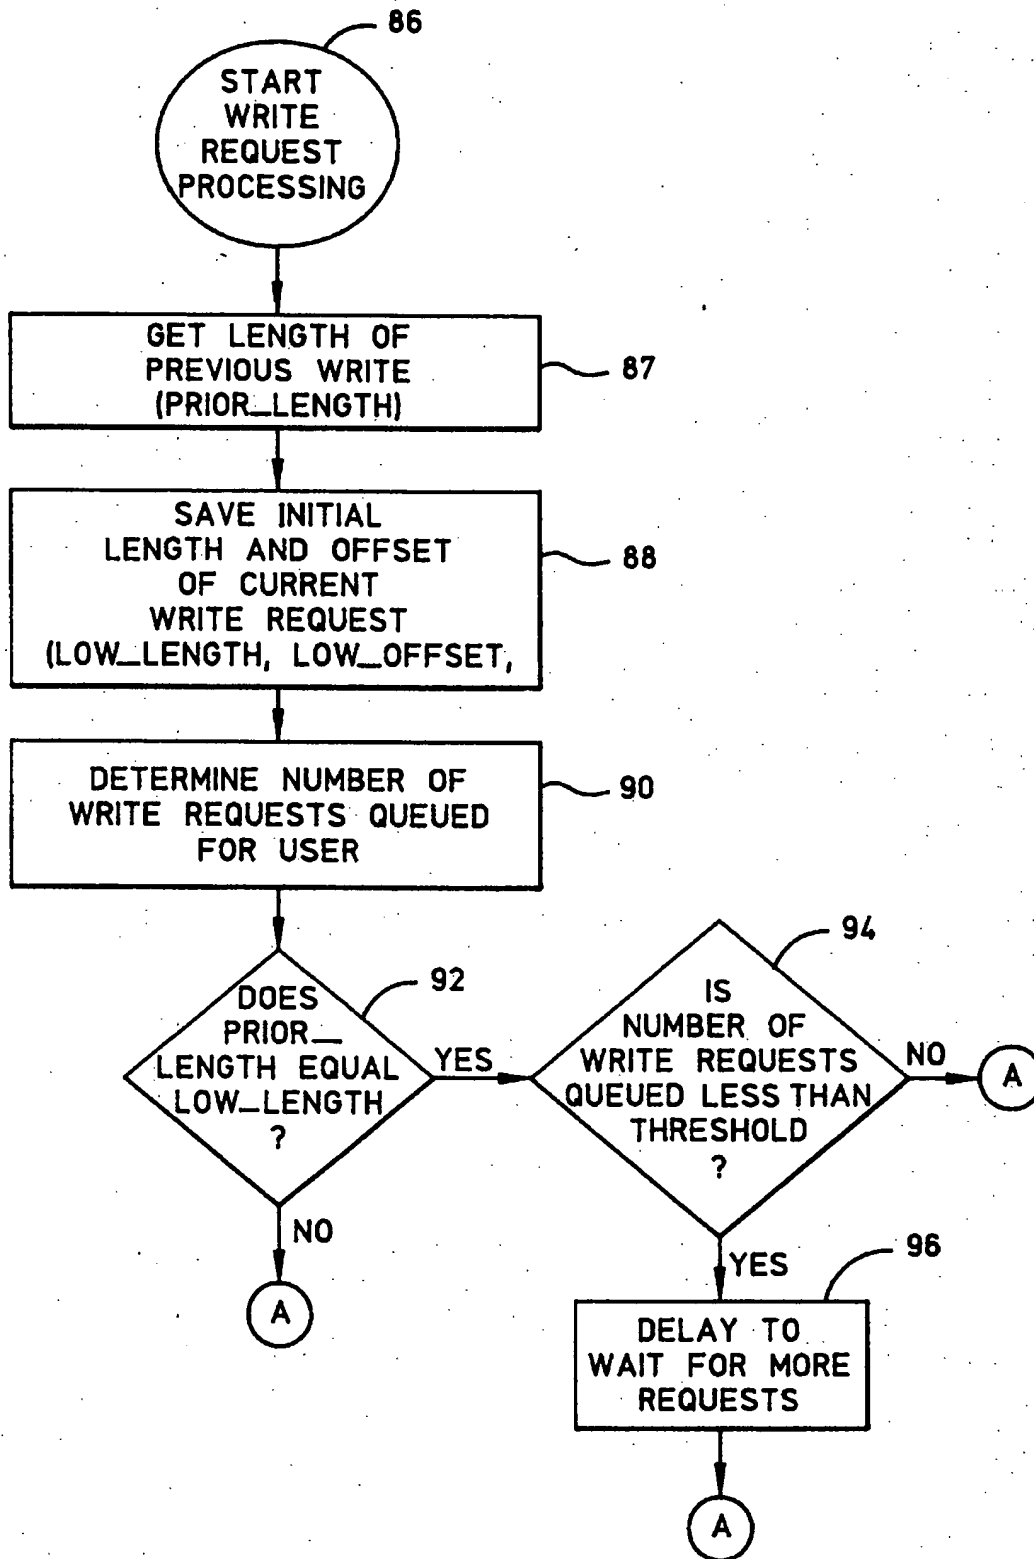 86
START
WRITE
REQUEST
PROCESSING
GET LENGTH OF
PREVIOUS WRITE
(PRIOR_LENGTH)
87
SAVE INITIAL
LENGTH AND OFFSET
OF CURRENT
WRITE REQUEST
(LOW_LENGTH, LOW_OFFSET,
88
DETERMINE NUMBER OF
WRITE REQUESTS QUEUED
FOR USER
90
DOES
PRIOR_
LENGTH EQUAL
LOW_LENGTH
?
92
YES
NO
A
IS
NUMBER OF
WRITE REQUESTS
QUEUED LESS THAN
THRESHOLD
?
94
NO
A
YES
DELAY TO
WAIT FOR MORE
REQUESTS
96
A